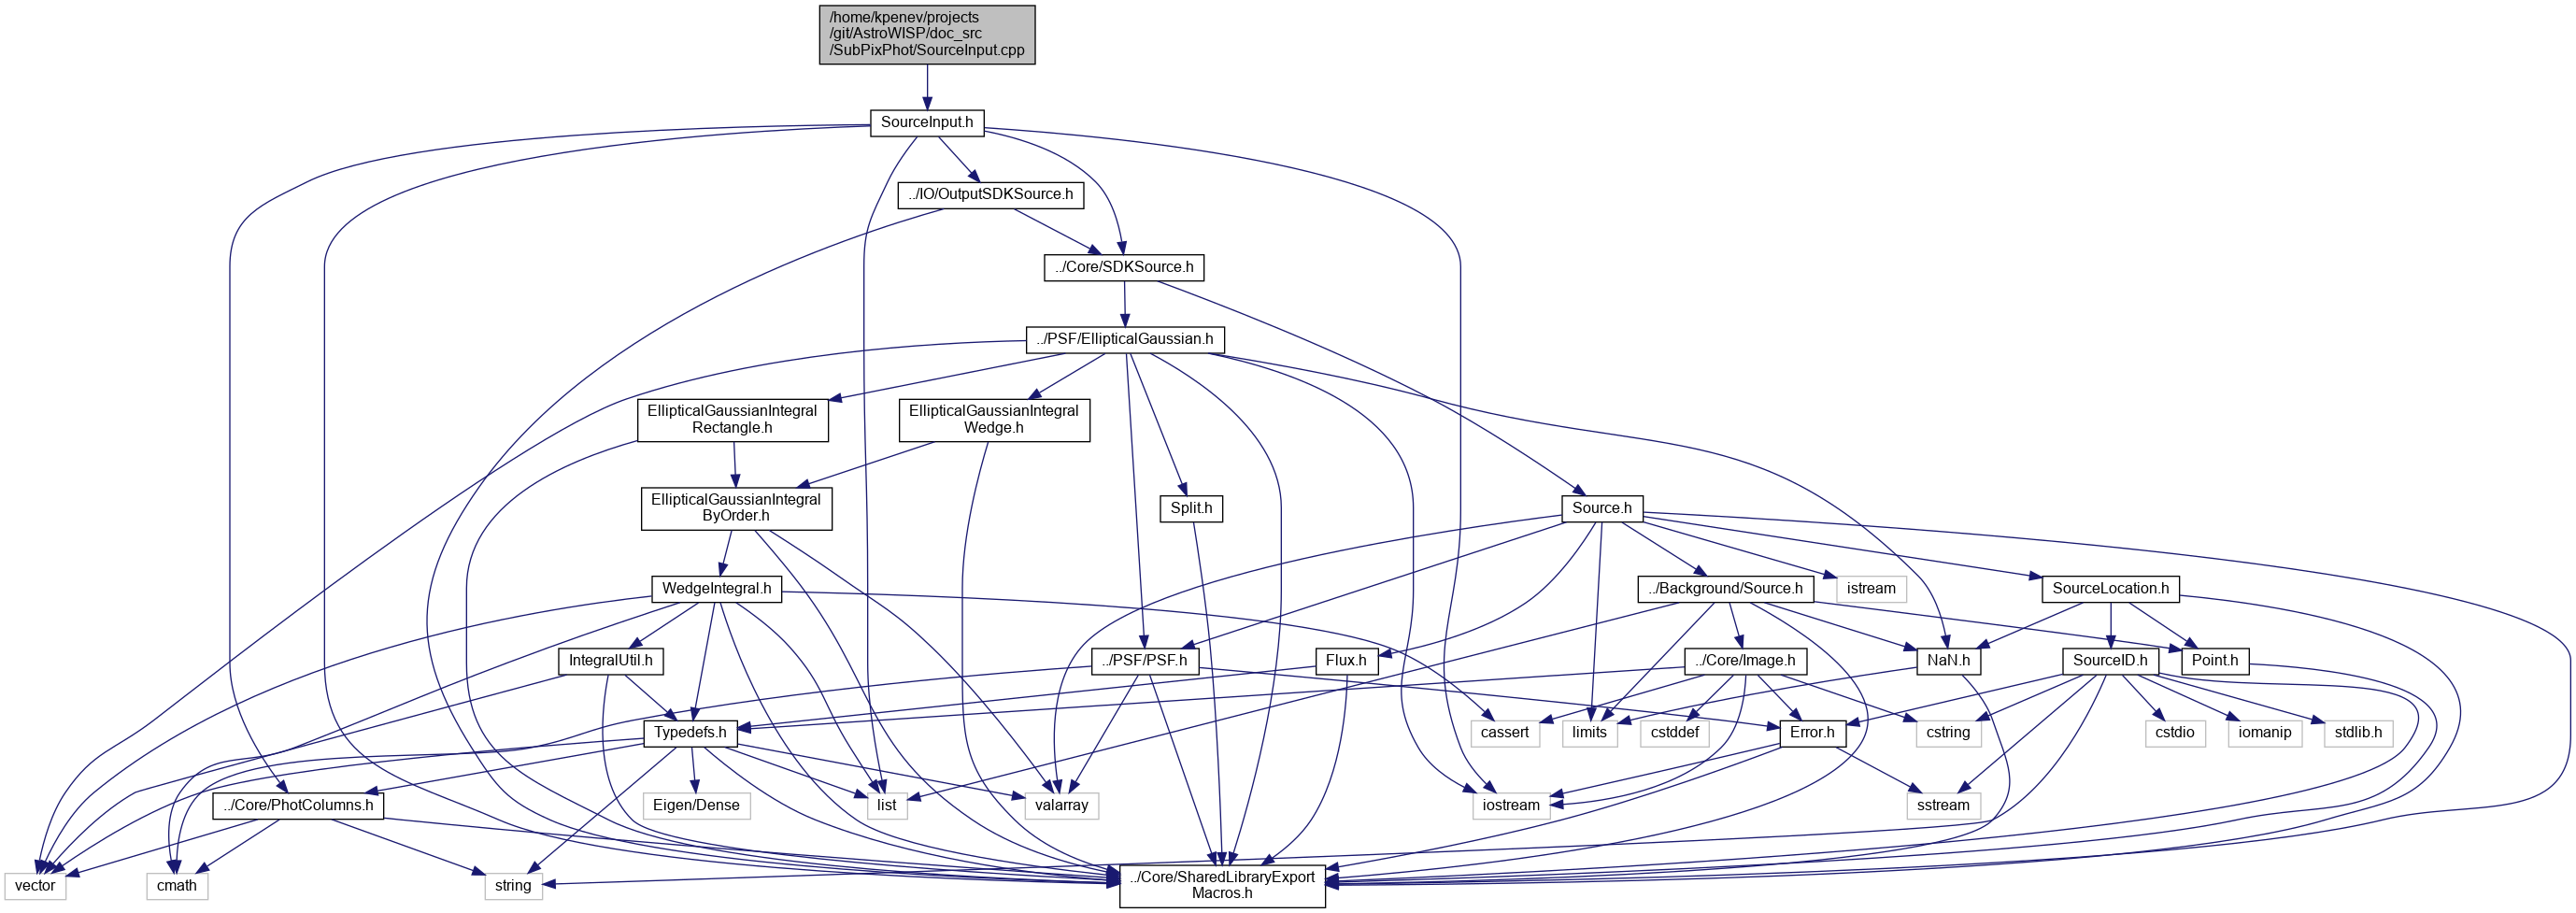 /home/kpenev/projects
/git/AstroWISP/doc_src
/SubPixPhot/SourceInput.cpp
SourceInput.h
../IO/OutputSDKSource.h
../Core/SDKSource.h
../PSF/EllipticalGaussian.h
EllipticalGaussianIntegral
Rectangle.h
EllipticalGaussianIntegral
Wedge.h
EllipticalGaussianIntegral
ByOrder.h
Split.h
Source.h
WedgeIntegral.h
../Background/Source.h
istream
SourceLocation.h
IntegralUtil.h
../PSF/PSF.h
Flux.h
../Core/Image.h
NaN.h
SourceID.h
Point.h
Typedefs.h
cassert
limits
cstddef
Error.h
cstring
cstdio
iomanip
stdlib.h
../Core/PhotColumns.h
Eigen/Dense
list
valarray
iostream
sstream
vector
cmath
string
../Core/SharedLibraryExport
Macros.h